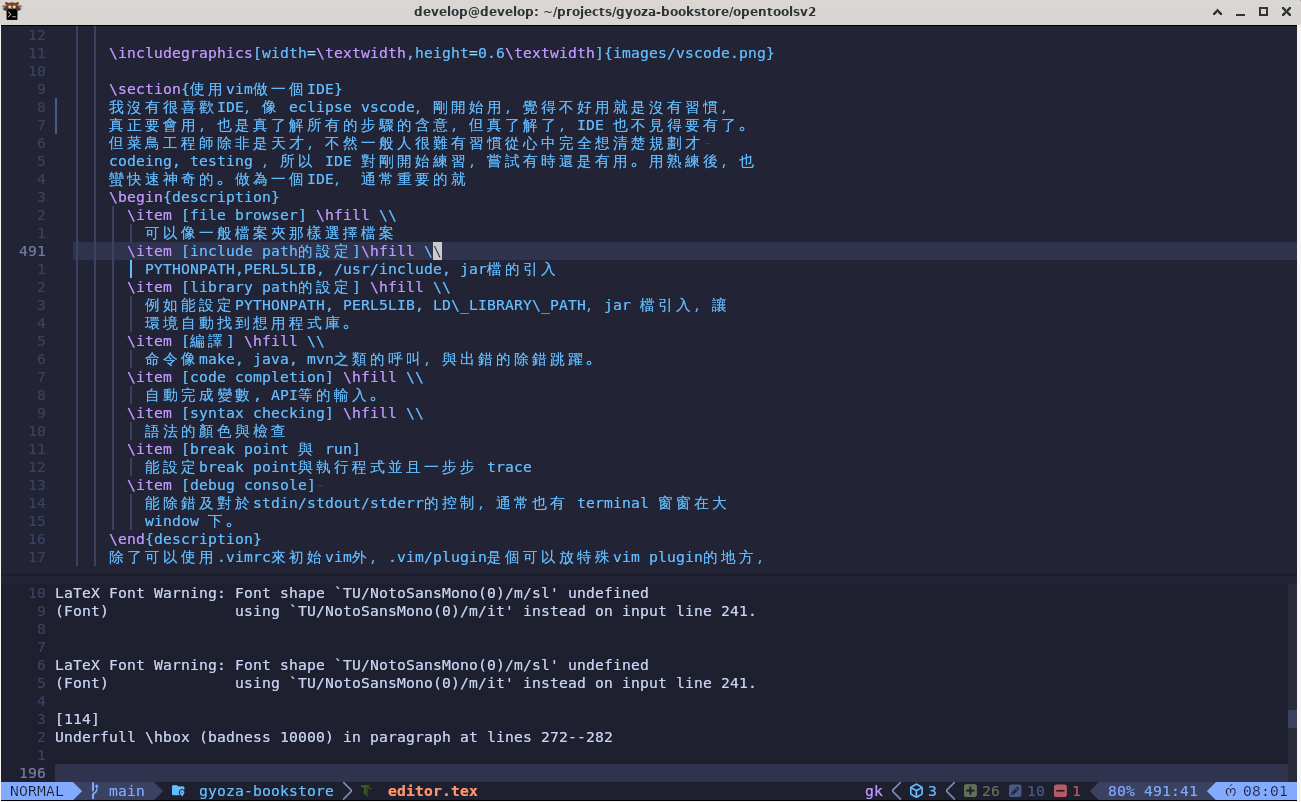 develop@develop: ~/projects/gyoza-bookstore/opentoolsv2
12
11 \includegraphics[width=\textwidth,height=0.6\textwidth]{images/vscode.png}
10
9 \section{使用vim做一個IDE}
8 我沒有很喜歡IDE, 像 eclipse vscode, 剛開始用, 覺得不好用就是沒有習慣,
7 真正要會用, 也是真了解所有的步驟的含意, 但真了解了, IDE 也不見得要有了。
6 但菜鳥工程師除非是天才, 不然一般人很難有習慣從心中完全想清楚規劃才-
5 codeing, testing , 所以 IDE 對剛開始練習, 嘗試有時還是有用。用熟練後, 也
4 蠻快速神奇的。做為一個IDE,  通常重要的就
3 \begin{description}
2 \item [file browser] \hfill \\
1 可以像一般檔案夾那樣選擇檔案
491 \item [include path的設定]\hfill \\
1 PYTHONPATH,PERL5LIB, /usr/include, jar檔的引入
2 \item [library path的設定] \hfill \\
3 例如能設定PYTHONPATH, PERL5LIB, LD\_LIBRARY\_PATH, jar 檔引入, 讓
4 環境自動找到想用程式庫。
5 \item [編譯] \hfill \\
6 命令像make, java, mvn之類的呼叫, 與出錯的除錯跳躍。
7 \item [code completion] \hfill \\
8 自動完成變數, API等的輸入。
9 \item [syntax checking] \hfill \\
10 語法的顏色與檢查
11 \item [break point 與 run]
12 能設定break point與執行程式並且一步步 trace
13 \item [debug console]-
14 能除錯及對於stdin/stdout/stderr的控制, 通常也有 terminal 窗窗在大
15 window 下。
16 \end{description}
17 除了可以使用.vimrc來初始vim外, .vim/plugin是個可以放特殊vim plugin的地方,
10 LaTeX Font Warning: Font shape `TU/NotoSansMono(0)/m/sl' undefined
9 (Font)              using `TU/NotoSansMono(0)/m/it' instead on input line 241.
8
7
6 LaTeX Font Warning: Font shape `TU/NotoSansMono(0)/m/sl' undefined
5 (Font)              using `TU/NotoSansMono(0)/m/it' instead on input line 241.
4
3 [114]
2 Underfull \hbox (badness 10000) in paragraph at lines 272--282
1
196
NORMAL main gyoza-bookstore editor.tex gk 3 26 10 1 80% 491:41 08:01